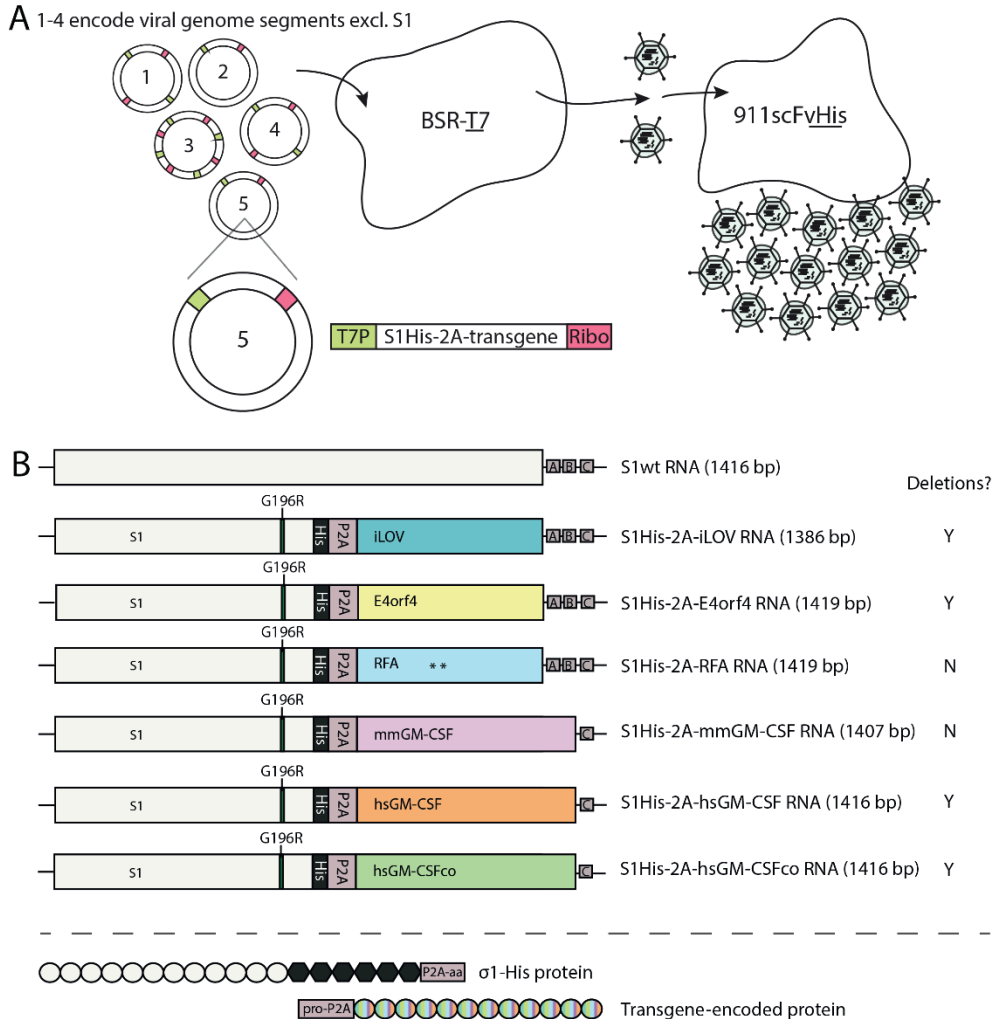 A 1-4 encode viral genome segments excl. S1
1
2
3
4
5
BSR-T7
911scFvHis
5
T7P S1His-2A-transgene Ribo
B
A B C S1wt RNA (1416 bp)
Deletions?
G196R
S1 His P2A iLOV A B C S1His-2A-iLOV RNA (1386 bp) Y
G196R
S1 His P2A E4orf4 A B C S1His-2A-E4orf4 RNA (1419 bp) Y
G196R
S1 His P2A RFA ** A B C S1His-2A-RFA RNA (1419 bp) N
G196R
S1 His P2A mmGM-CSF C S1His-2A-mmGM-CSF RNA (1407 bp) N
G196R
S1 His P2A hsGM-CSF C S1His-2A-hsGM-CSF RNA (1416 bp) Y
G196R
S1 His P2A hsGM-CSFco C S1His-2A-hsGM-CSFco RNA (1416 bp) Y
P2A-aa σ1-His protein
pro-P2A Transgene-encoded protein